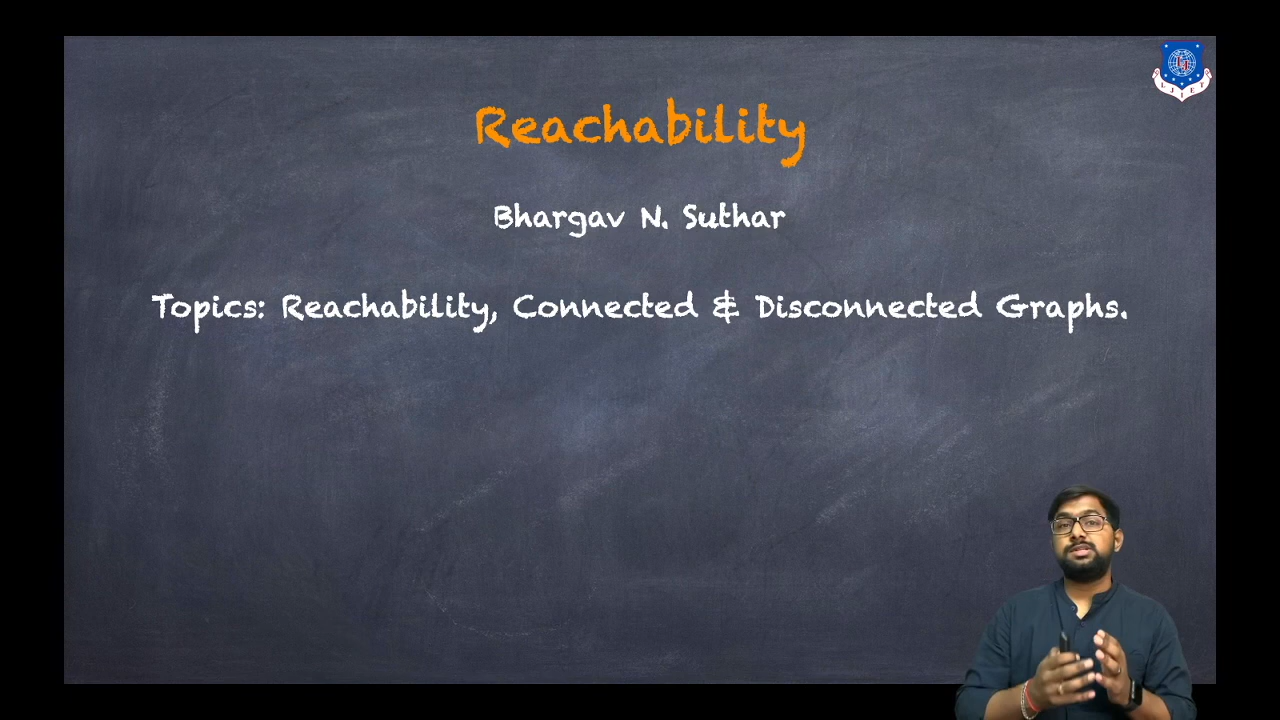 Reachability
Bhargav N. Suthar
Topics: Reachability, Connected & Disconnected Graphs.